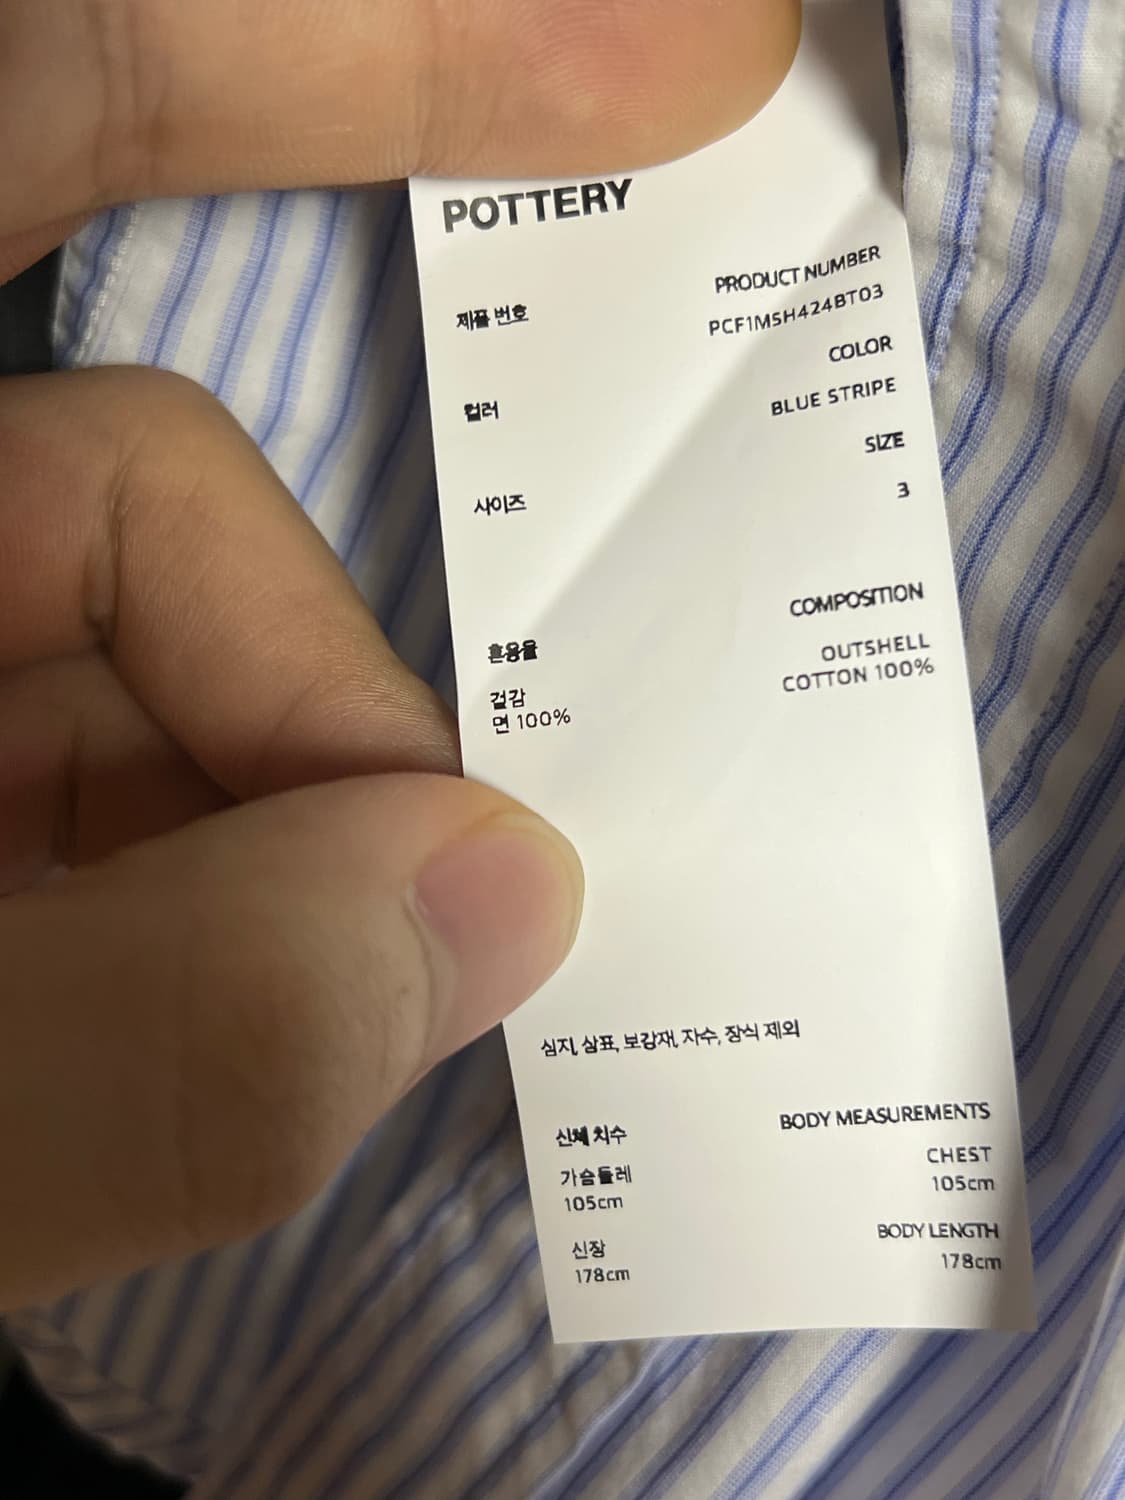 POTTERY
제품 번호
PRODUCT NUMBER
PCF1MSH424BT03
컬러
COLOR
BLUE STRIPE
사이즈
SIZE
3
혼용율
COMPOSITION
겉감
OUTSHELL
면 100%
COTTON 100%
심지, 상표, 보강재, 자수, 장식 제외
신체 치수
BODY MEASUREMENTS
가슴둘레
CHEST
105cm
105cm
신장
BODY LENGTH
178cm
178cm